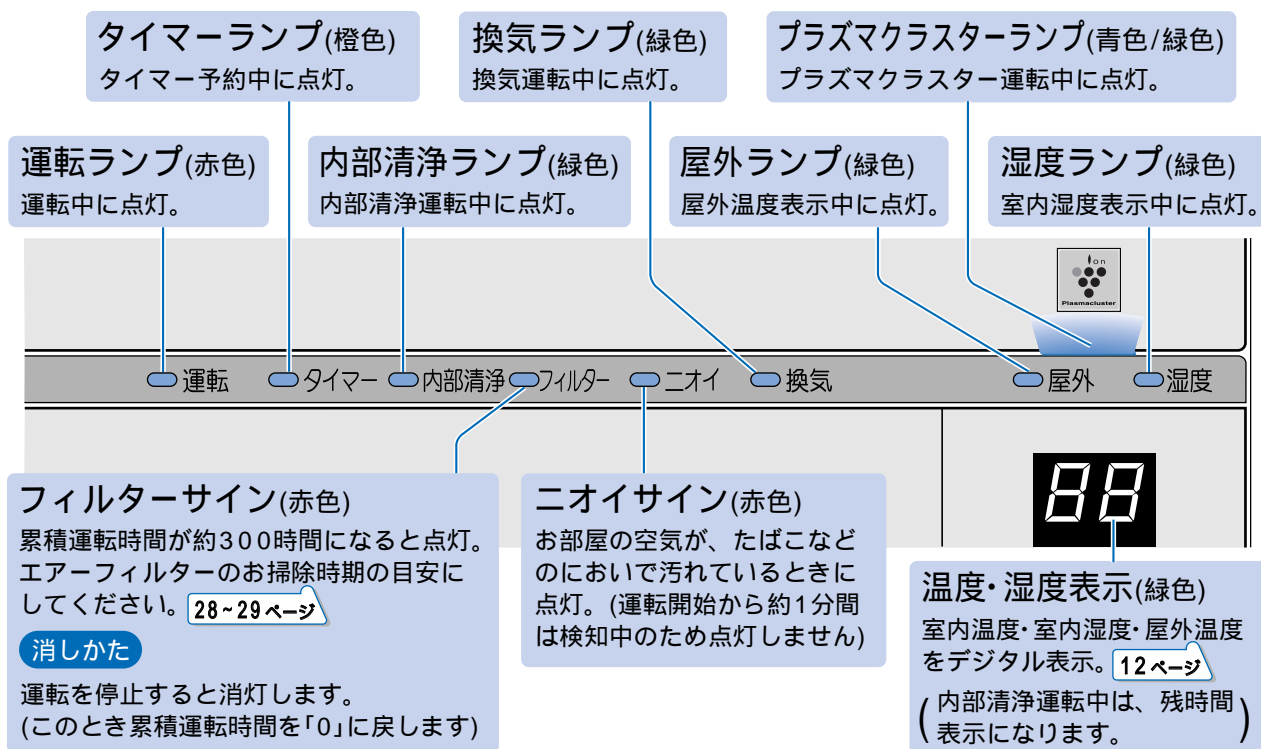 タイマーランプ(橙色)
タイマー予約中に点灯。
換気ランプ(緑色)
換気運転中に点灯。
プラズマクラスターランプ(青色/緑色)
プラズマクラスター運転中に点灯。
運転ランプ(赤色)
運転中に点灯。
内部清浄ランプ(緑色)
内部清浄運転中に点灯。
屋外ランプ(緑色)
屋外温度表示中に点灯。
湿度ランプ(緑色)
室内湿度表示中に点灯。
Ion
Plasmacluster
運転 タイマー 内部清浄 フィルター ニオイ 換気 屋外 湿度
88
フィルターサイン(赤色)
累積運転時間が約300時間になると点灯。
エアーフィルターのお掃除時期の目安に
してください。 28~29ページ
消しかた
運転を停止すると消灯します。
(このとき累積運転時間を「0」に戻します)
ニオイサイン(赤色)
お部屋の空気が、たばこなど
のにおいで汚れているときに
点灯。(運転開始から約1分間
は検知中のため点灯しません)
温度・湿度表示(緑色)
室内温度・室内湿度・屋外温度
をデジタル表示。 12ページ
(内部清浄運転中は、残時間
表示になります。)